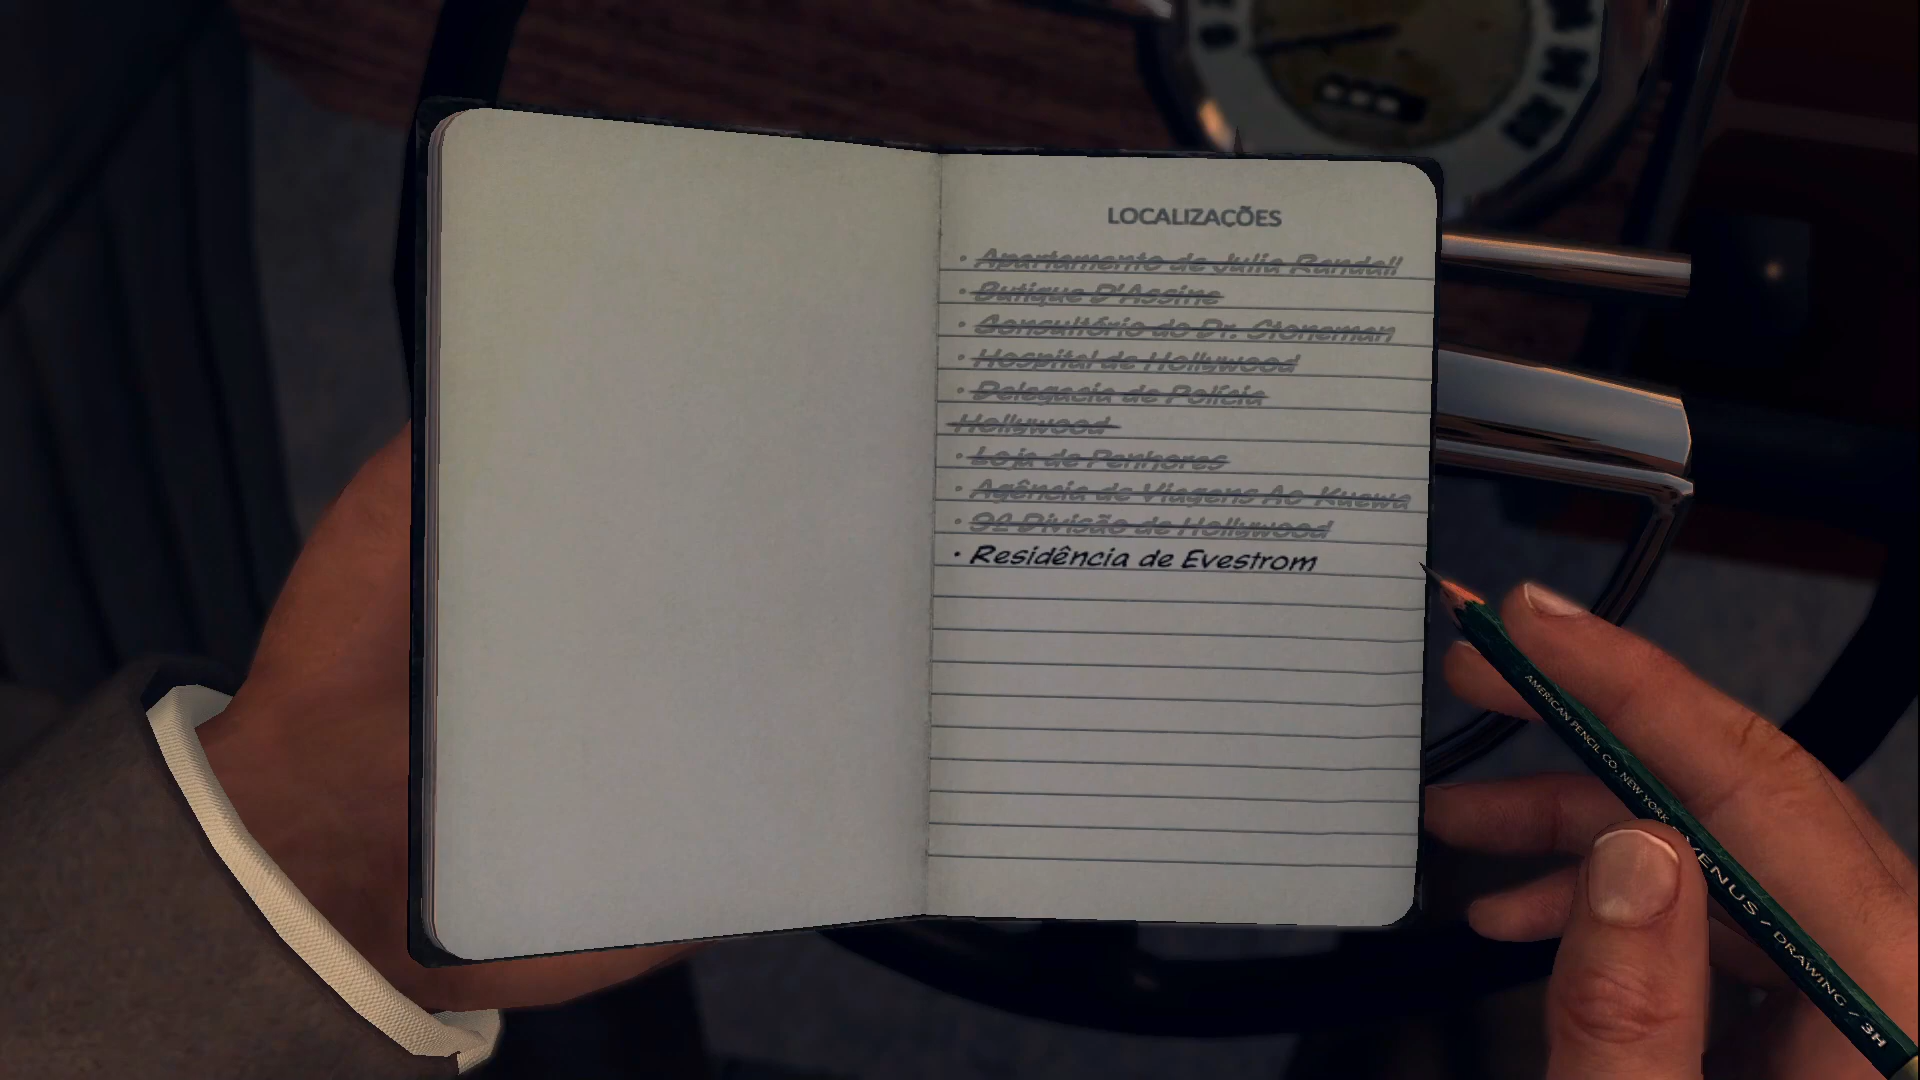 LOCALIZAÇÕES
· Apartamento de Julia Randall
· Butique D'Assine
· Consultório do Dr. Stoneman
· Hospital de Hollywood
· Delegacia de Polícia
Hollywood
· Loja de Penhores
· Agência de Viagens Ao Kuewa
· 9ª Divisão de Hollywood
· Residência de Evestrom
AMERICAN PENCIL CO. NEW YORK VENUS / DRAWING / 3H